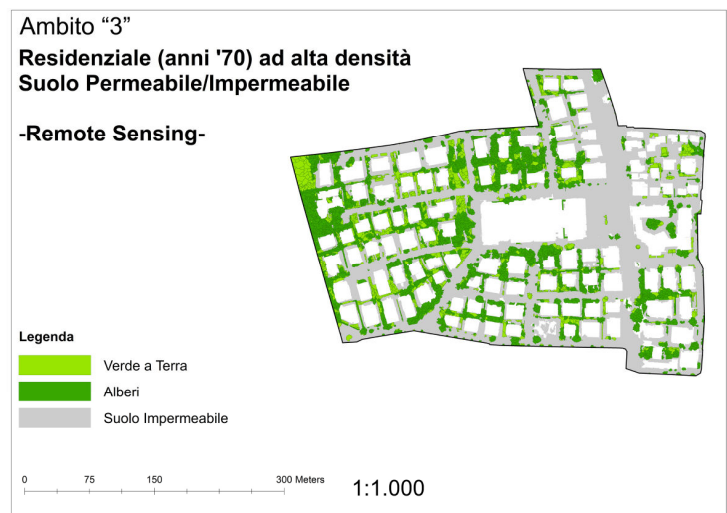 Ambito “3”
Residenziale (anni '70) ad alta densità
Suolo Permeabile/Impermeabile
-Remote Sensing-
Legenda
Verde a Terra
Alberi
Suolo Impermeabile
0 75 150 300 Meters
1:1.000